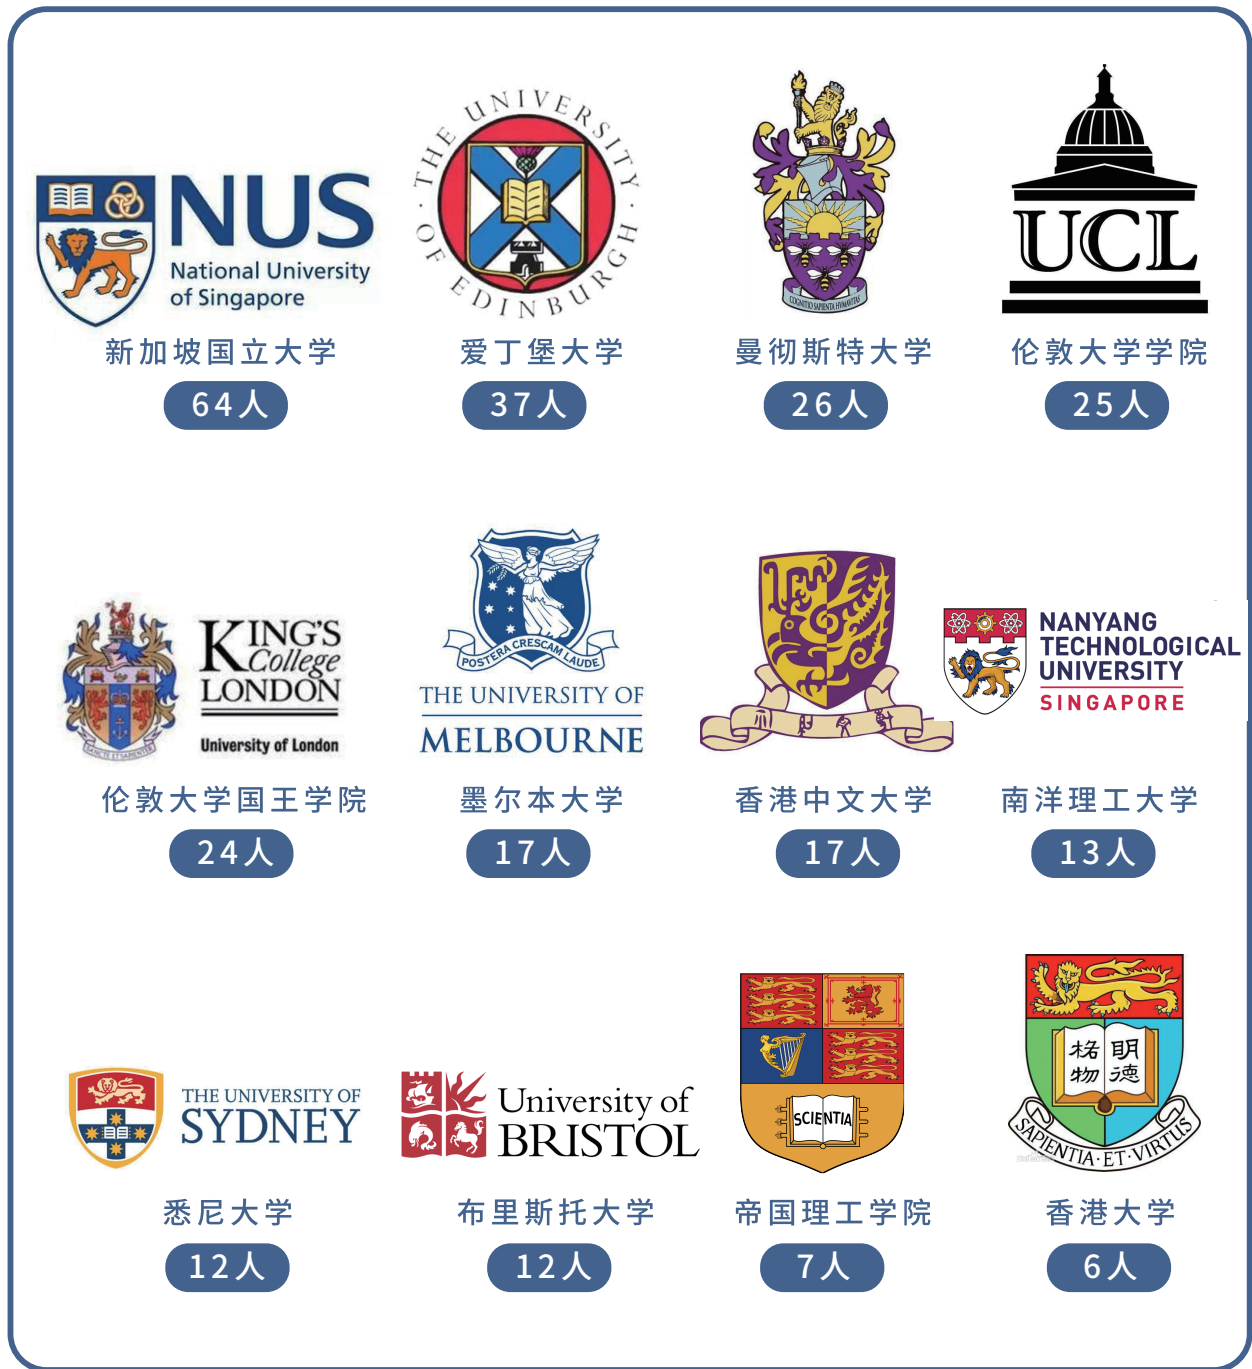 NUS
National University
of Singapore
新加坡国立大学
64人
THE UNIVERSITY OF EDINBURGH
爱丁堡大学
37人
COGNITIO SAPIENTIA HVMANITAS
曼彻斯特大学
26人
UCL
伦敦大学学院
25人
KING'S
College
LONDON
University of London
SANCTE ET SAPIENTER
伦敦大学国王学院
24人
POSTERA CRESCAM LAUDE
THE UNIVERSITY OF
MELBOURNE
墨尔本大学
17人
香港中文大学
17人
NANYANG
TECHNOLOGICAL
UNIVERSITY
SINGAPORE
南洋理工大学
13人
THE UNIVERSITY OF
SYDNEY
悉尼大学
12人
University of
BRISTOL
布里斯托大学
12人
SCIENTIA
帝国理工学院
7人
明德
格物
SAPIENTIA·ET·VIRTUS
香港大学
6人